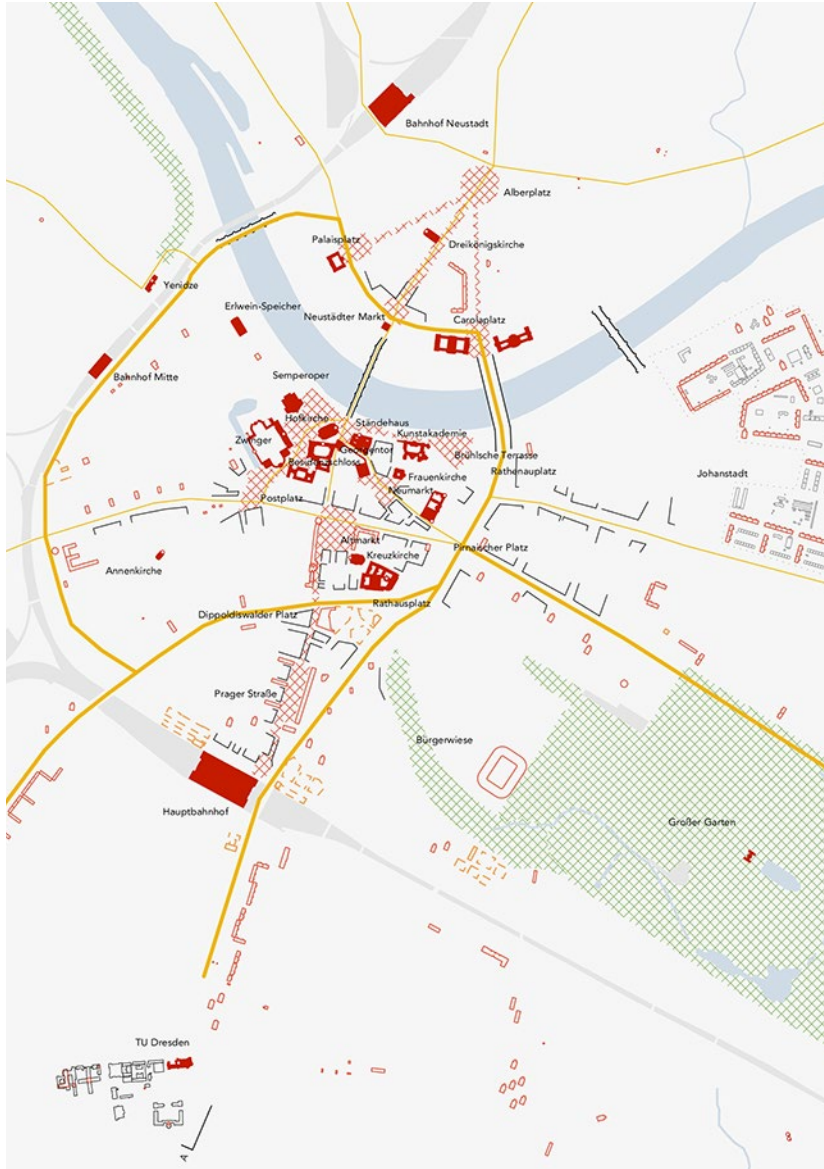 Bahnhof Neustadt
Alberplatz
Palaisplatz
Dreikönigskirche
Yenidze
Erlwein-Speicher
Neustädter Markt
Carolaplatz
Bahnhof Mitte
Semperoper
Hofkirche
Ständehaus
Zwinger
Kunstakademie
Georgentor
Brühlsche Terrasse
Residenzschloss
Rathenauplatz
Frauenkirche
Johanstadt
Postplatz
Neumarkt
Altmarkt
Pirnaischer Platz
Kreuzkirche
Annenkirche
Rathausplatz
Dippoldiswalder Platz
Prager Straße
Bürgerwiese
Hauptbahnhof
Großer Garten
TU Dresden
A